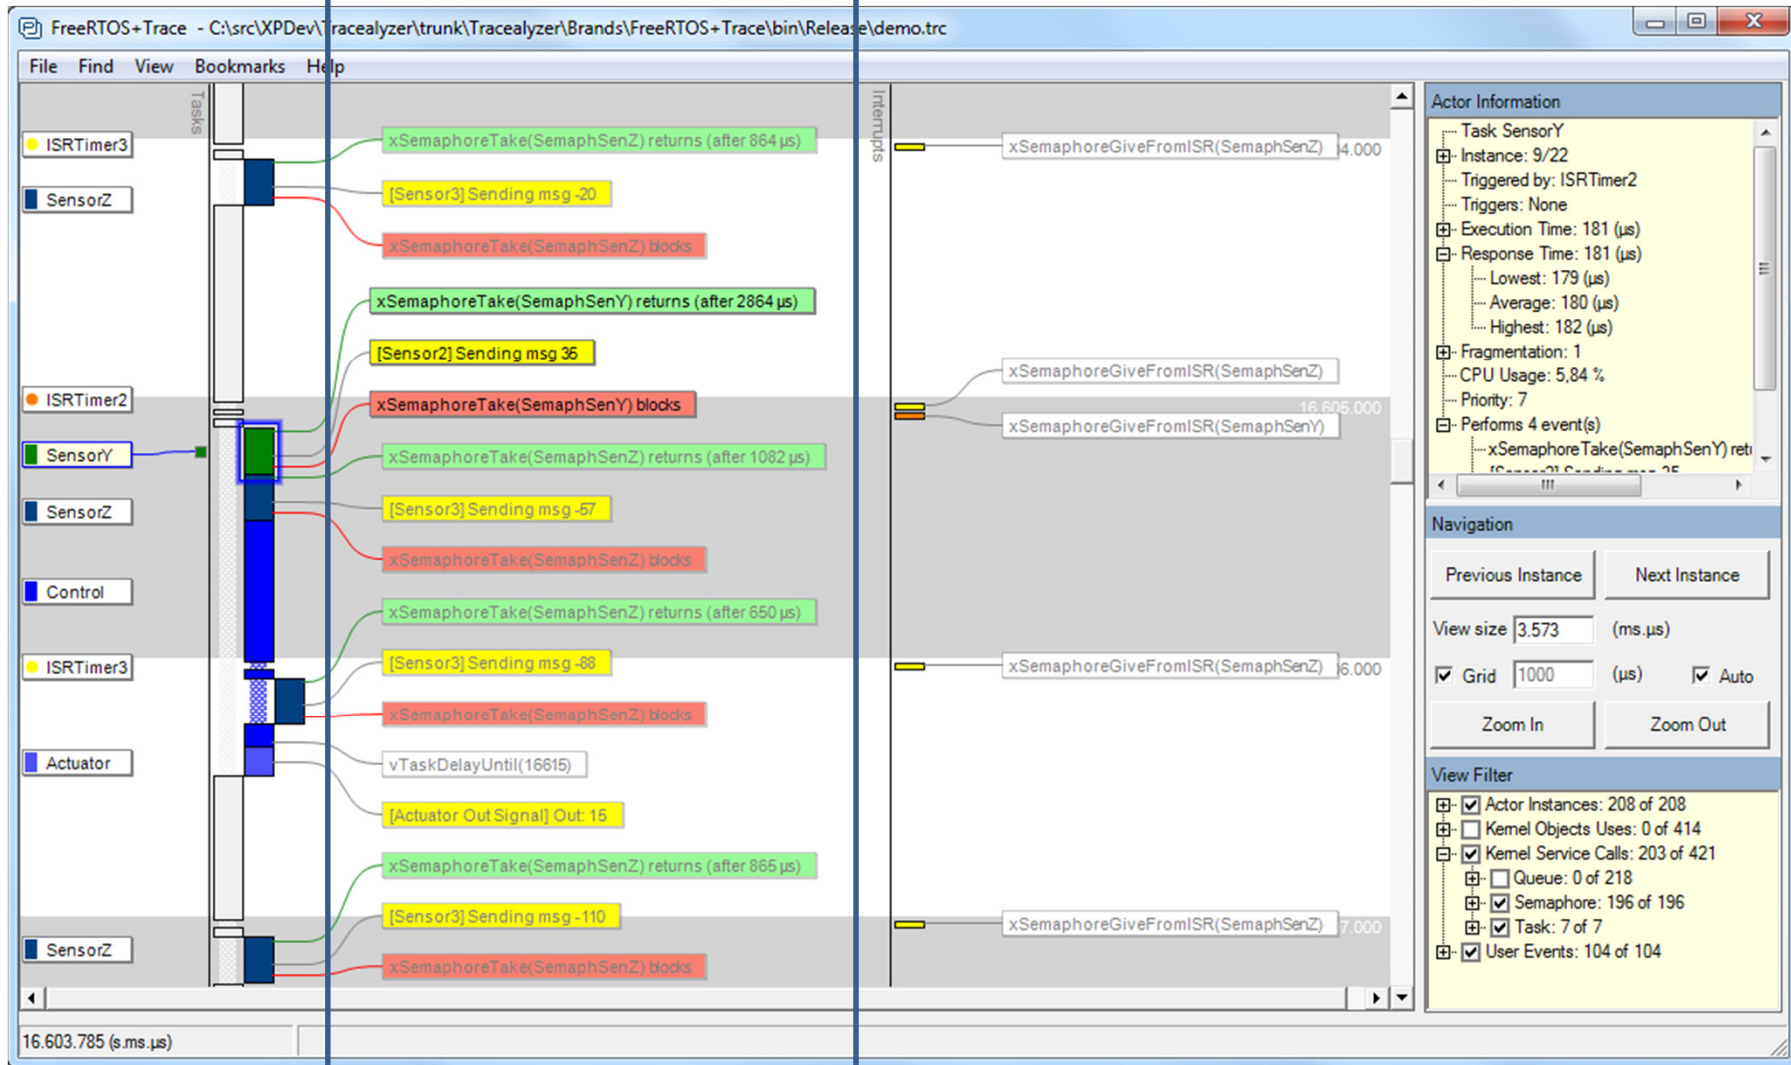 FreeRTOS+Trace - C:\src\XPDev\Tracealyzer\trunk\Tracealyzer\Brands\FreeRTOS+Trace\bin\Release\demo.trc
File Find View Bookmarks Help
Tasks
Interrupts
ISRTimer3
SensorZ
ISRTimer2
SensorY
SensorZ
Control
ISRTimer3
Actuator
SensorZ
xSemaphoreTake(SemaphSenZ) returns (after 864 µs)
[Sensor3] Sending msg -20
xSemaphoreTake(SemaphSenZ) blocks
xSemaphoreTake(SemaphSenY) returns (after 2864 µs)
[Sensor2] Sending msg 35
xSemaphoreTake(SemaphSenY) blocks
xSemaphoreTake(SemaphSenZ) returns (after 1082 µs)
[Sensor3] Sending msg -57
xSemaphoreTake(SemaphSenZ) blocks
xSemaphoreTake(SemaphSenZ) returns (after 650 µs)
[Sensor3] Sending msg -88
xSemaphoreTake(SemaphSenZ) blocks
vTaskDelayUntil(16615)
[Actuator Out Signal] Out: 15
xSemaphoreTake(SemaphSenZ) returns (after 865 µs)
[Sensor3] Sending msg -110
xSemaphoreTake(SemaphSenZ) blocks
xSemaphoreGiveFromISR(SemaphSenZ) 4.000
xSemaphoreGiveFromISR(SemaphSenZ)
16.605.000
xSemaphoreGiveFromISR(SemaphSenY)
xSemaphoreGiveFromISR(SemaphSenZ) 6.000
xSemaphoreGiveFromISR(SemaphSenZ) 7.000
Actor Information
Task SensorY
Instance: 9/22
Triggered by: ISRTimer2
Triggers: None
Execution Time: 181 (µs)
Response Time: 181 (µs)
Lowest: 179 (µs)
Average: 180 (µs)
Highest: 182 (µs)
Fragmentation: 1
CPU Usage: 5,84 %
Priority: 7
Performs 4 event(s)
xSemaphoreTake(SemaphSenY) retu
Navigation
Previous Instance Next Instance
View size 3.573 (ms.µs)
Grid 1000 (µs) Auto
Zoom In Zoom Out
View Filter
Actor Instances: 208 of 208
Kernel Objects Uses: 0 of 414
Kernel Service Calls: 203 of 421
Queue: 0 of 218
Semaphore: 196 of 196
Task: 7 of 7
User Events: 104 of 104
16.603.785 (s.ms.µs)